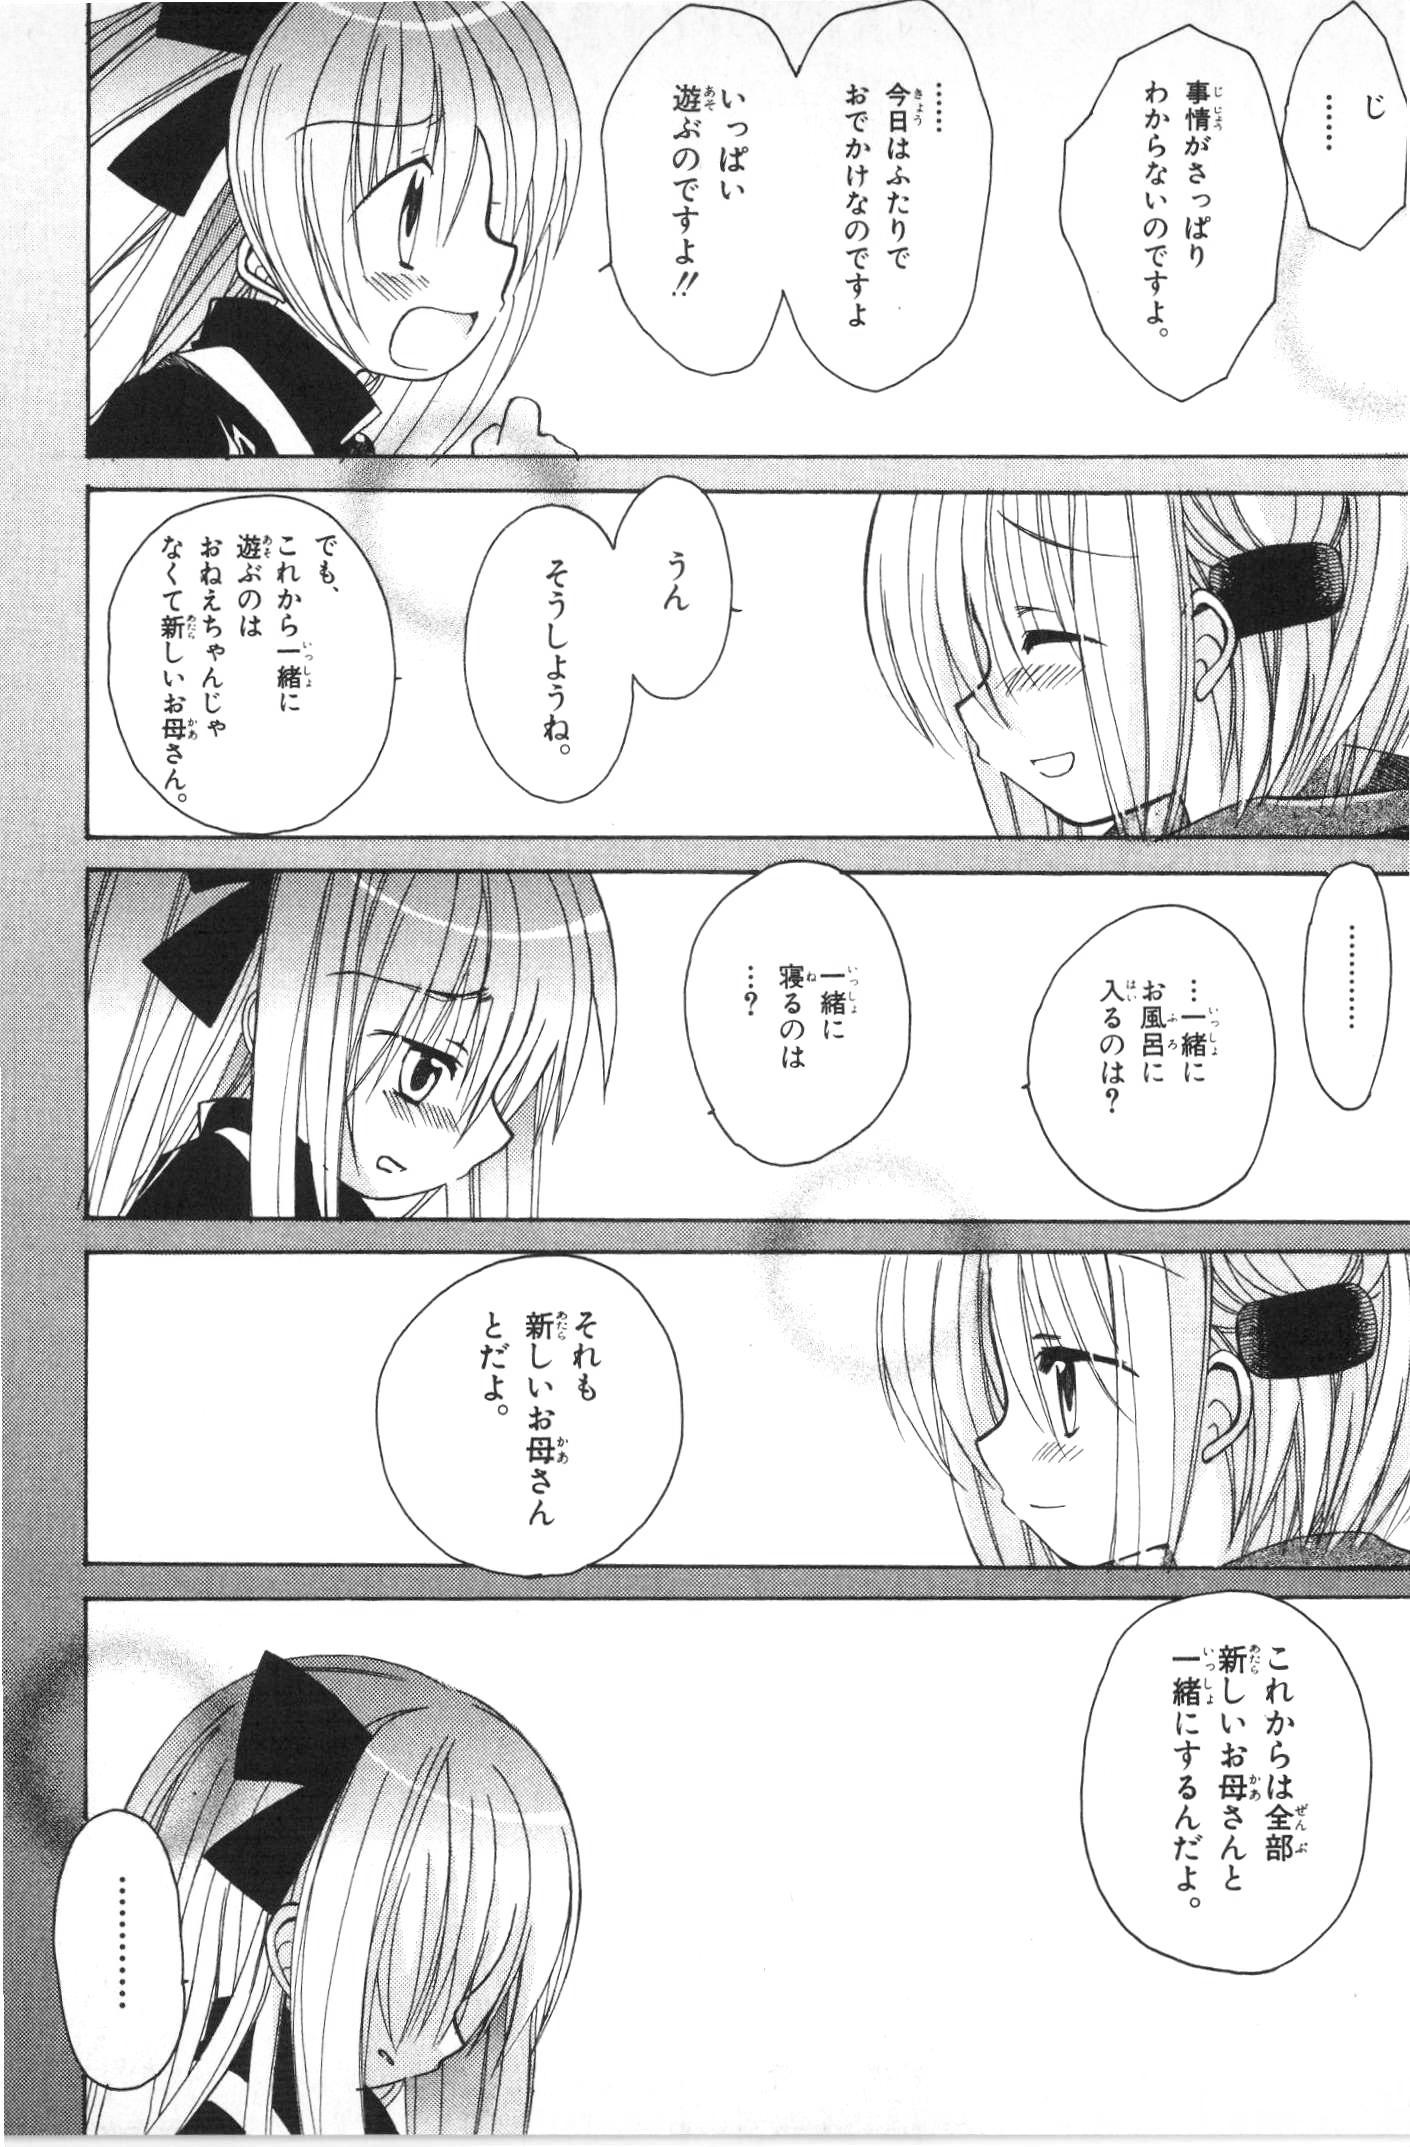 じ
……
事情がさっぱり
わからないのですよ。
……
今日はふたりで
おでかけなのですよ
いっぱい
遊ぶのですよ!!
うん
そうしようね。
でも、
これから一緒に
遊ぶのは
おねえちゃんじゃ
なくて新しいお母さん。
…………
…一緒に
お風呂に
入るのは?
一緒に
寝るのは
…?
それも
新しいお母さん
とだよ。
これからは全部
新しいお母さんと
一緒にするんだよ。
…………